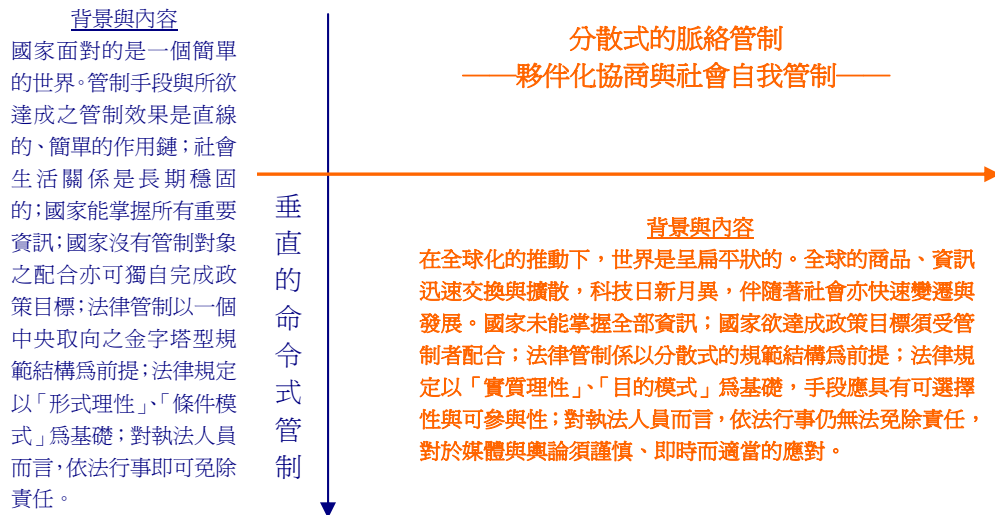 背景與內容
國家面對的是一個簡單
的世界。管制手段與所欲
達成之管制效果是直線
的、簡單的作用鏈；社會
生活關係是長期穩固
的；國家能掌握所有重要
資訊；國家沒有管制對象
之配合亦可獨自完成政
策目標；法律管制以一個
中央取向之金字塔型規
範結構為前提；法律規定
以「形式理性」、「條件模
式」為基礎；對執法人員
而言，依法行事即可免除
責任。
垂直的命令式管制
分散式的脈絡管制
——夥伴化協商與社會自我管制——
背景與內容
在全球化的推動下，世界是呈扁平狀的。全球的商品、資訊
迅速交換與擴散，科技日新月異，伴隨著社會亦快速變遷與
發展。國家未能掌握全部資訊；國家欲達成政策目標須受管
制者配合；法律管制係以分散式的規範結構為前提；法律規
定以「實質理性」、「目的模式」為基礎，手段應具有可選擇
性與可參與性；對執法人員而言，依法行事仍無法免除責任，
對於媒體與輿論須謹慎、即時而適當的應對。